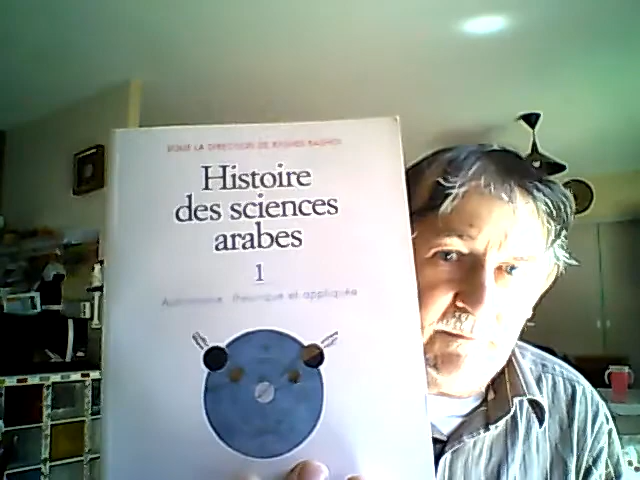 SOUS LA DIRECTION DE ROSHDI RASHED
Histoire
des sciences
arabes
1
Astronomie, théorique et appliquée